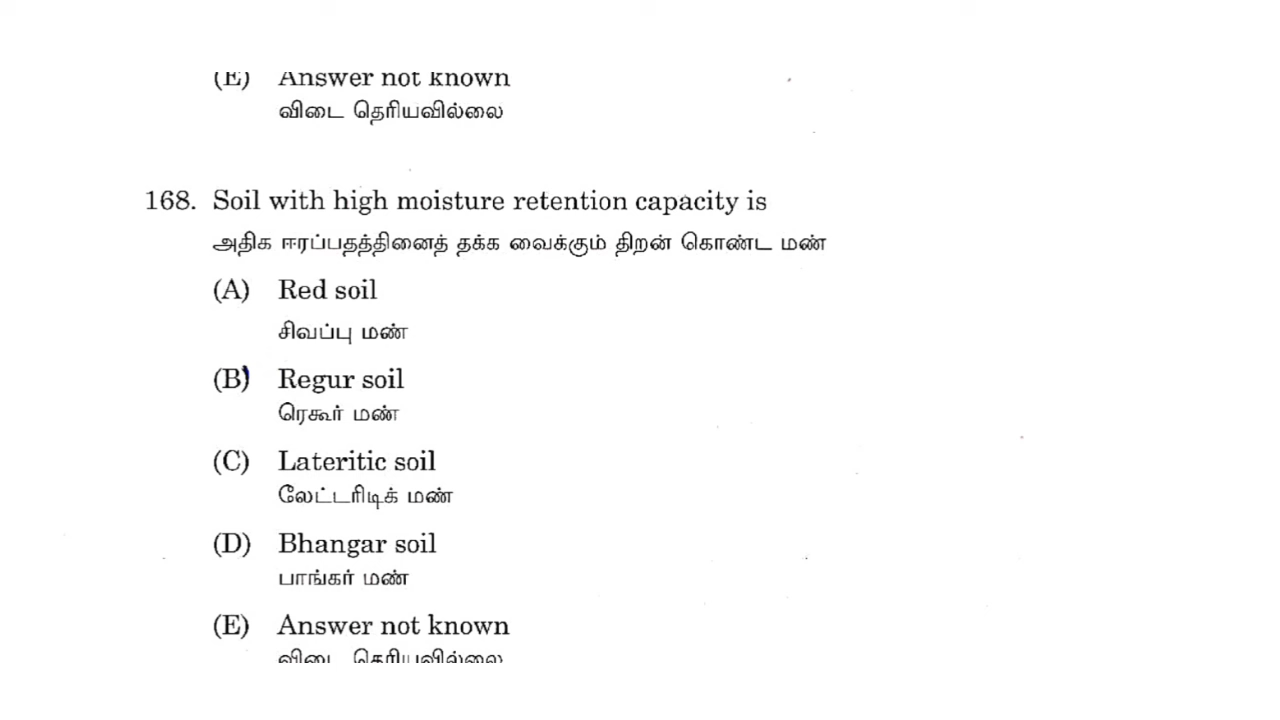 (E) Answer not known
விடை தெரியவில்லை
168. Soil with high moisture retention capacity is
அதிக ஈரப்பதத்தினைத் தக்க வைக்கும் திறன் கொண்ட மண்
(A) Red soil
சிவப்பு மண்
(B) Regur soil
ரெகூர் மண்
(C) Lateritic soil
லேட்டரிடிக் மண்
(D) Bhangar soil
பாங்கர் மண்
(E) Answer not known
விடை தெரியவில்லை